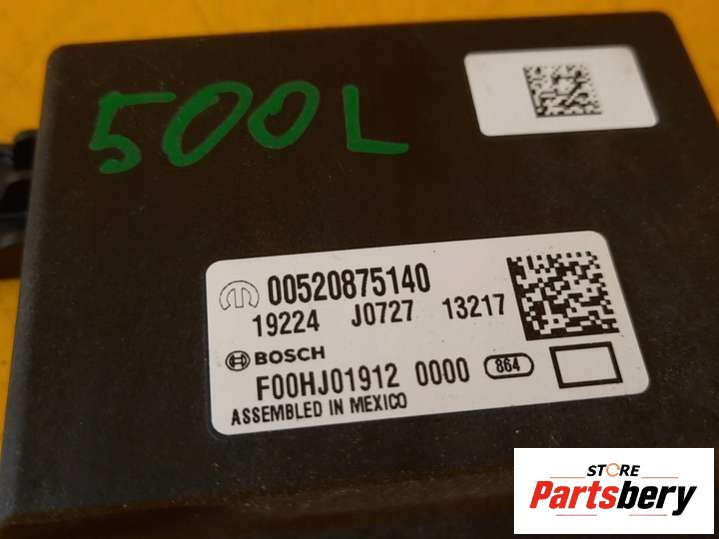 500L
00520875140
19224 J0727 13217
BOSCH
F00HJ01912 0000 864
ASSEMBLED IN MEXICO
STORE
Partsbery